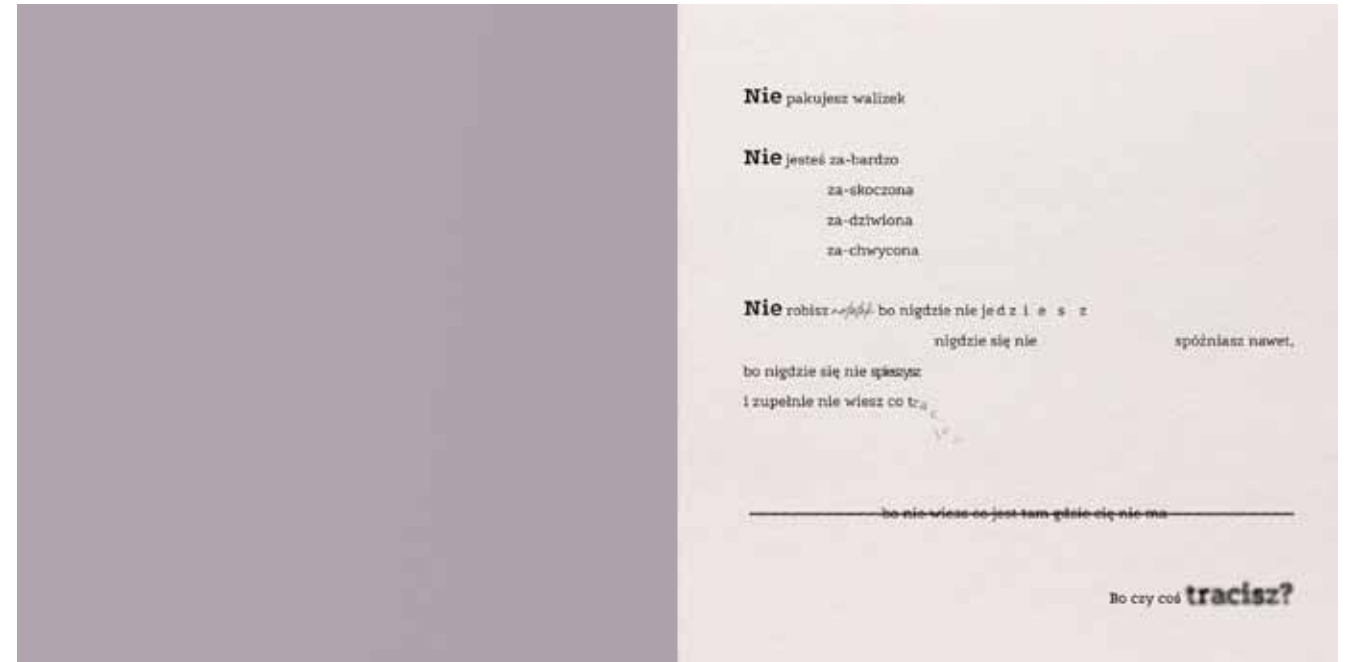 Nie pakujesz walizek
Nie jesteś za-bardzo
za-skoczona
za-dziwiona
za-chwycona
Nie robisz notatek bo nigdzie nie jedziesz
nigdzie się nie spóźniasz nawet,
bo nigdzie się nie spieszysz
i zupełnie nie wiesz co trac
bo nie wiesz co jest tam gdzie cię nie ma
Bo czy coś tracisz?